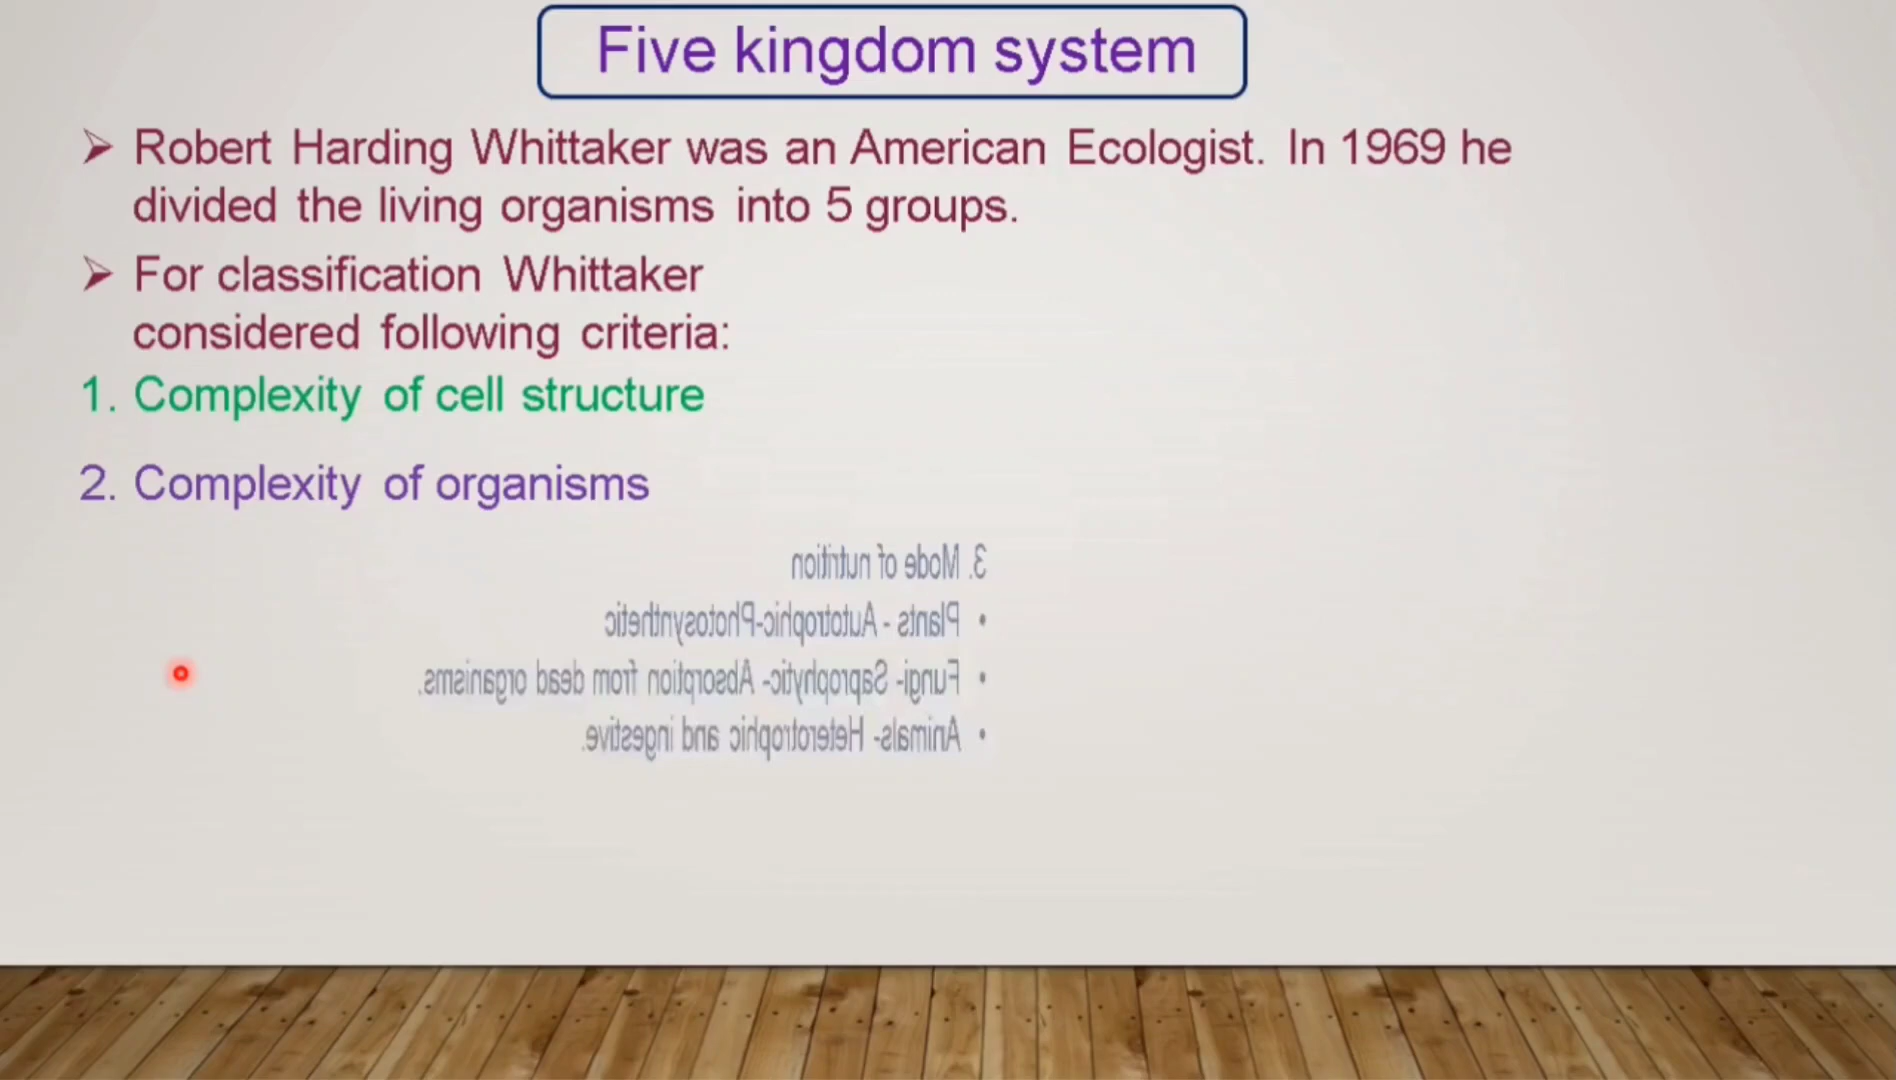 Five kingdom system
➢ Robert Harding Whittaker was an American Ecologist. In 1969 he
divided the living organisms into 5 groups.
➢ For classification Whittaker
considered following criteria:
1. Complexity of cell structure
2. Complexity of organisms
3. Mode of nutrition
• Plants - Autotrophic-Photosynthetic
• Fungi- Saprophytic- Absorption from dead organisms.
• Animals- Heterotrophic and ingestive.